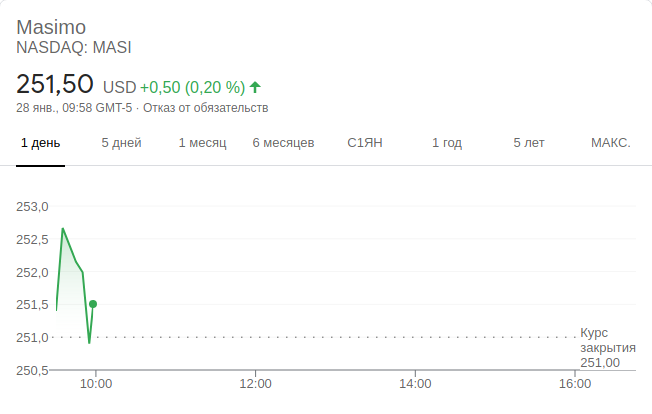 Masimo
NASDAQ: MASI
251,50 USD +0,50 (0,20 %)
28 янв., 09:58 GMT-5 · Отказ от обязательств
1 день 5 дней 1 месяц 6 месяцев С1ЯН 1 год 5 лет МАКС.
253,0
252,5
252,0
251,5
251,0
250,5
Курс
закрытия
251,00
10:00 12:00 14:00 16:00